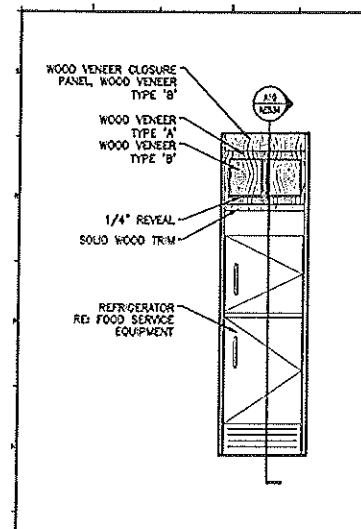 WOOD VENEER CLOSURE
PANEL, WOOD VENEER
TYPE 'B'
WOOD VENEER
TYPE 'A'
WOOD VENEER
TYPE 'B'
1/4" REVEAL
SOLID WOOD TRIM
REFRIGERATOR
RE: FOOD SERVICE
EQUIPMENT